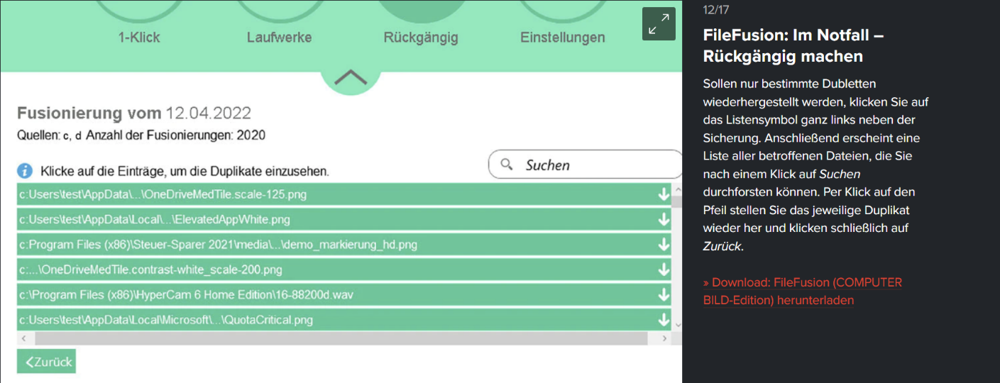 1-Klick
Laufwerke
Rückgängig
Einstellungen
Fusionierung vom 12.04.2022
Quellen: c, d Anzahl der Fusionierungen: 2020
Klicke auf die Einträge, um die Duplikate einzusehen.
Suchen
c:Users\test\AppData\...\OneDriveMedTile.scale-125.png
c:Users\test\AppData\Local\...\ElevatedAppWhite.png
c:Program Files (x86)\Steuer-Sparer 2021\media\...\demo_markierung_hd.png
c:...\OneDriveMedTile.contrast-white_scale-200.png
c:\Program Files (x86)\HyperCam 6 Home Edition\16-88200d.wav
c:Users\test\AppData\Local\Microsoft\...\QuotaCritical.png
Zurück
12/17
FileFusion: Im Notfall –
Rückgängig machen
Sollen nur bestimmte Dubletten
wiederhergestellt werden, klicken Sie auf
das Listensymbol ganz links neben der
Sicherung. Anschließend erscheint eine
Liste aller betroffenen Dateien, die Sie
nach einem Klick auf Suchen
durchforsten können. Per Klick auf den
Pfeil stellen Sie das jeweilige Duplikat
wieder her und klicken schließlich auf
Zurück.
» Download: FileFusion (COMPUTER
BILD-Edition) herunterladen